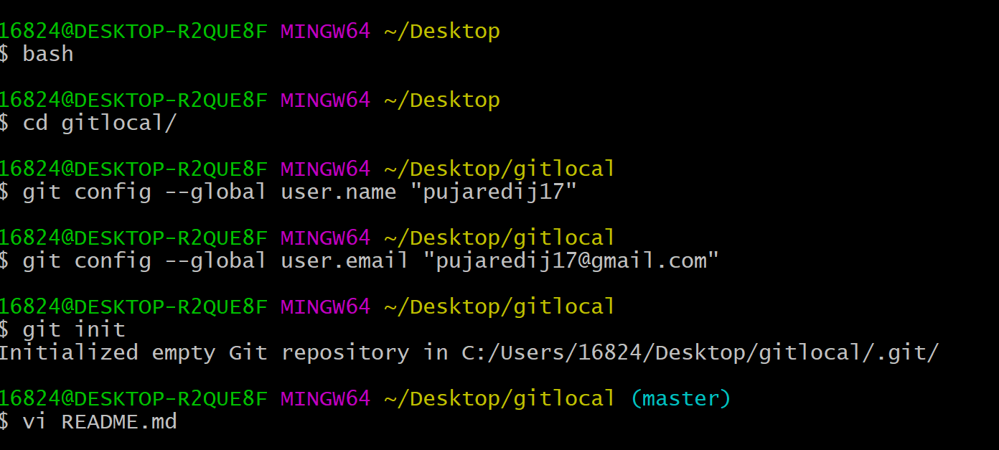 16824@DESKTOP-R2QUE8F MINGW64 ~/Desktop
$ bash
16824@DESKTOP-R2QUE8F MINGW64 ~/Desktop
$ cd gitlocal/
16824@DESKTOP-R2QUE8F MINGW64 ~/Desktop/gitlocal
$ git config --global user.name "pujaredij17"
16824@DESKTOP-R2QUE8F MINGW64 ~/Desktop/gitlocal
$ git config --global user.email "pujaredij17@gmail.com"
16824@DESKTOP-R2QUE8F MINGW64 ~/Desktop/gitlocal
$ git init
Initialized empty Git repository in C:/Users/16824/Desktop/gitlocal/.git/
16824@DESKTOP-R2QUE8F MINGW64 ~/Desktop/gitlocal (master)
$ vi README.md